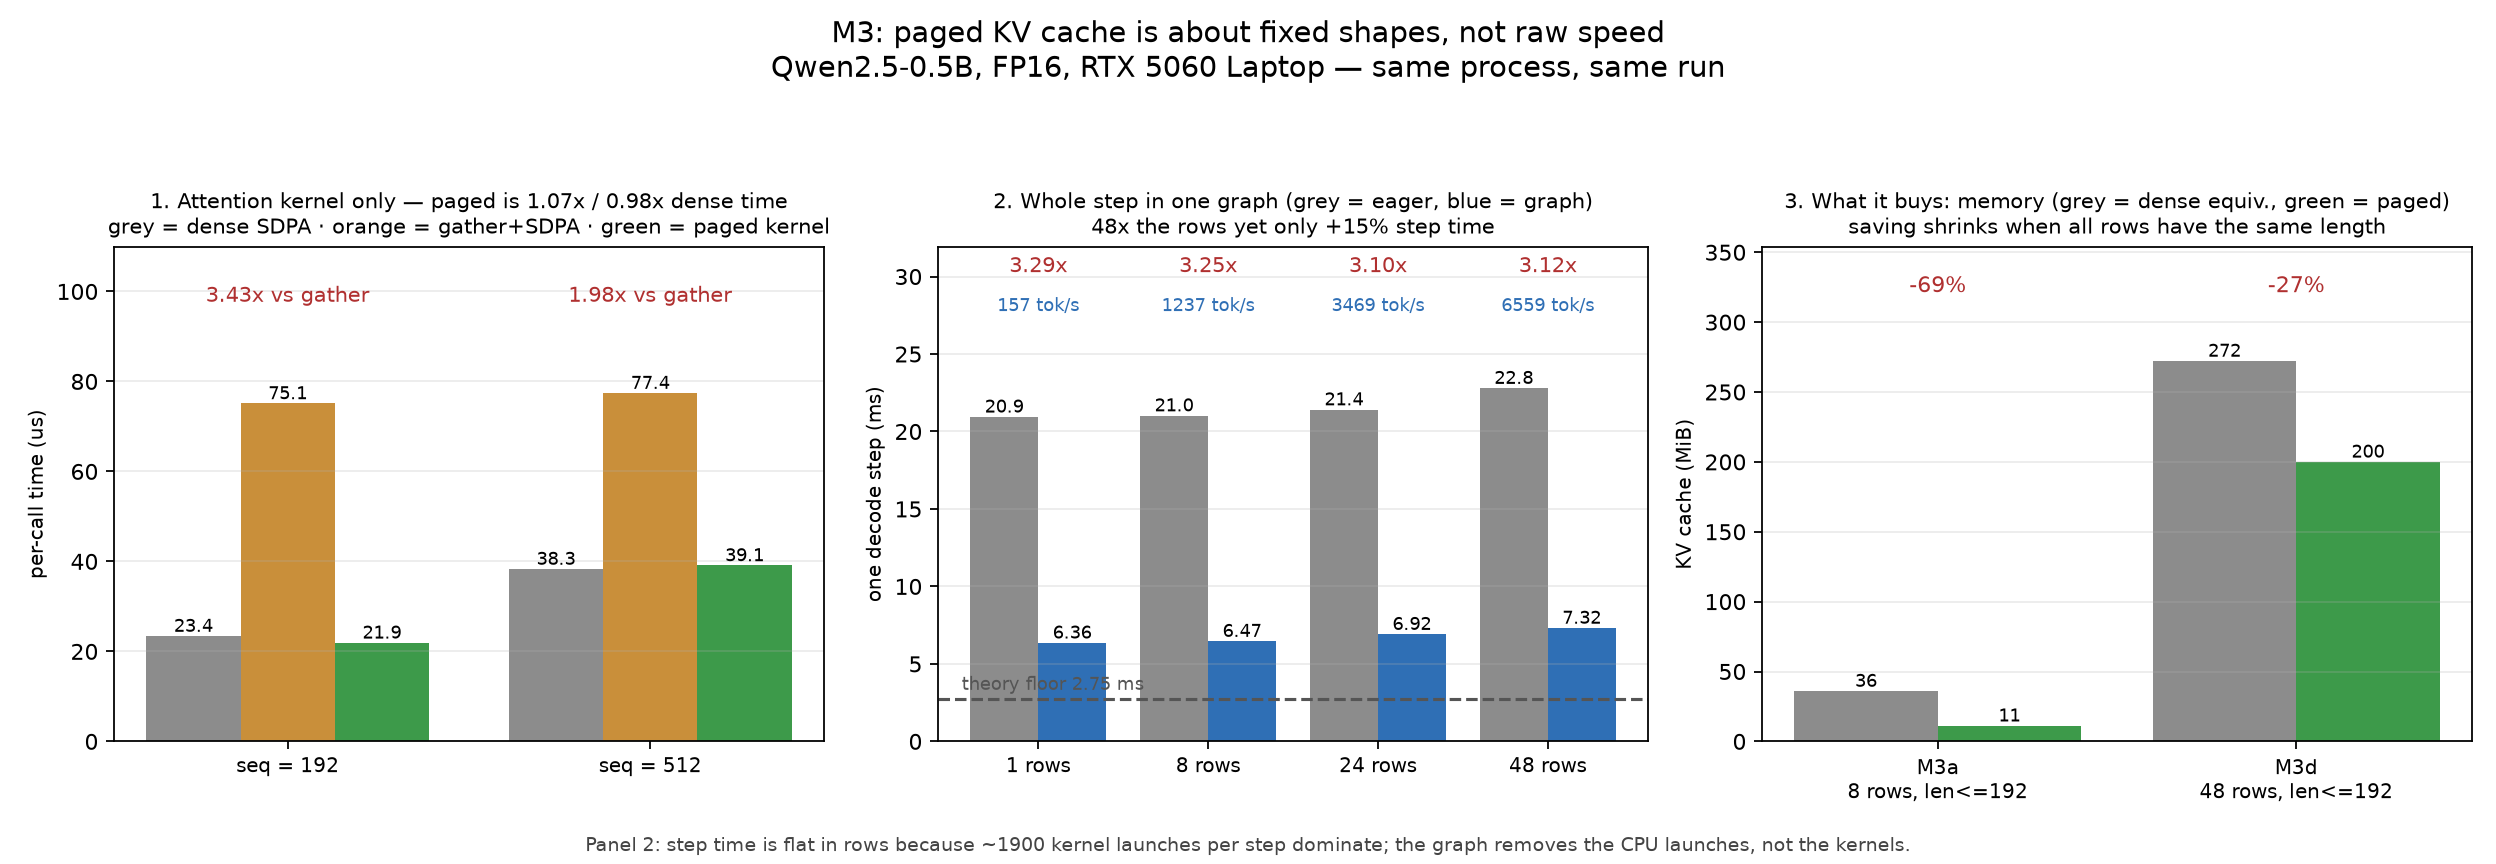 M3: paged KV cache is about fixed shapes, not raw speed
Qwen2.5-0.5B, FP16, RTX 5060 Laptop — same process, same run
1. Attention kernel only — paged is 1.07x / 0.98x dense time
grey = dense SDPA · orange = gather+SDPA · green = paged kernel
per-call time (us)
100
80
60
40
20
0
3.43x vs gather
1.98x vs gather
23.4
75.1
21.9
38.3
77.4
39.1
seq = 192
seq = 512
2. Whole step in one graph (grey = eager, blue = graph)
48x the rows yet only +15% step time
one decode step (ms)
30
25
20
15
10
5
0
3.29x
3.25x
3.10x
3.12x
157 tok/s
1237 tok/s
3469 tok/s
6559 tok/s
20.9
6.36
21.0
6.47
21.4
6.92
22.8
7.32
theory floor 2.75 ms
1 rows
8 rows
24 rows
48 rows
3. What it buys: memory (grey = dense equiv., green = paged)
saving shrinks when all rows have the same length
KV cache (MiB)
350
300
250
200
150
100
50
0
-69%
-27%
36
11
272
200
M3a
8 rows, len<=192
M3d
48 rows, len<=192
Panel 2: step time is flat in rows because ~1900 kernel launches per step dominate; the graph removes the CPU launches, not the kernels.